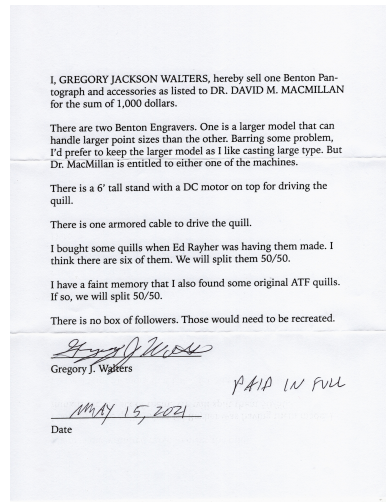 I, GREGORY JACKSON WALTERS, hereby sell one Benton Pan-
tograph and accessories as listed to DR. DAVID M. MACMILLAN
for the sum of 1,000 dollars.
There are two Benton Engravers. One is a larger model that can
handle larger point sizes than the other. Barring some problem,
I'd prefer to keep the larger model as I like casting large type. But
Dr. MacMillan is entitled to either one of the machines.
There is a 6' tall stand with a DC motor on top for driving the
quill.
There is one armored cable to drive the quill.
I bought some quills when Ed Rayher was having them made. I
think there are six of them. We will split them 50/50.
I have a faint memory that I also found some original ATF quills.
If so, we will split 50/50.
There is no box of followers. Those would need to be recreated.
Gregory J. Walters
PAID IN FULL
MAY 15, 2021
Date